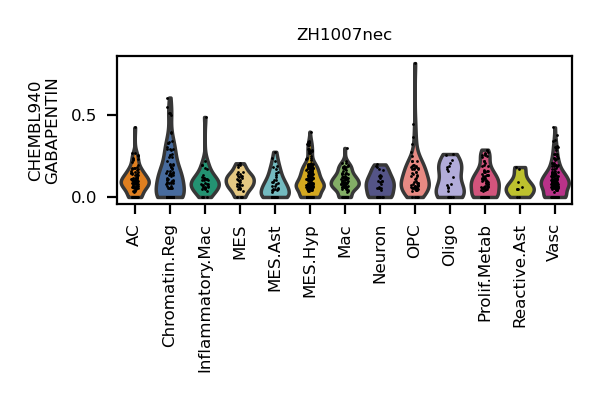 ZH1007nec
CHEMBL940
GABAPENTIN
0.5
0.0
AC
Chromatin.Reg
Inflammatory.Mac
MES
MES.Ast
MES.Hyp
Mac
Neuron
OPC
Oligo
Prolif.Metab
Reactive.Ast
Vasc